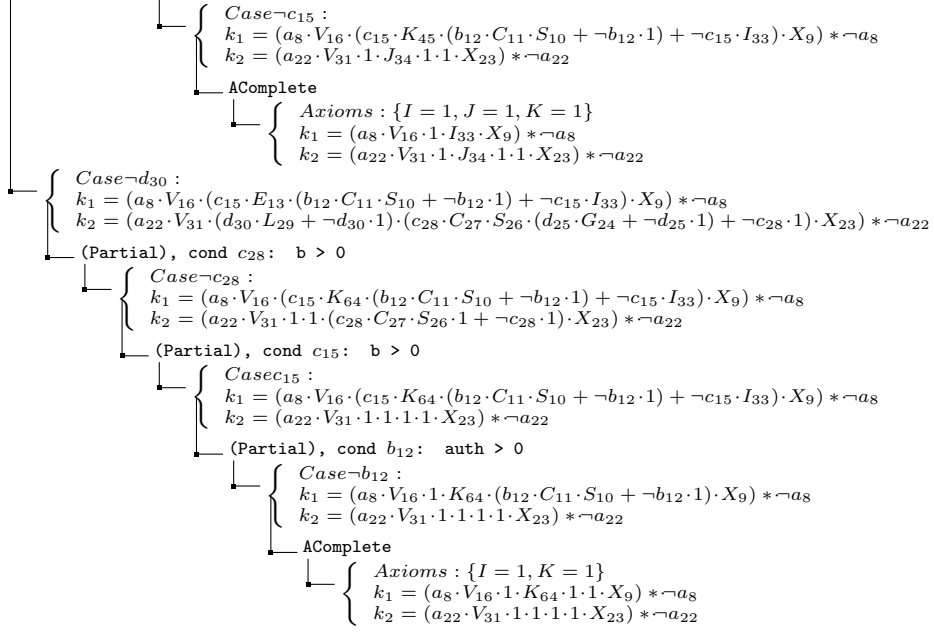 Case¬c₁₅ :
k₁ = (a₈·V₁₆·(c₁₅·K₄₅·(b₁₂·C₁₁·S₁₀ + ¬b₁₂·1) + ¬c₁₅·I₃₃)·X₉) * ·¬a₈
k₂ = (a₂₂·V₃₁·1·J₃₄·1·1·X₂₃) * ·¬a₂₂
AComplete
Axioms : {I = 1, J = 1, K = 1}
k₁ = (a₈·V₁₆·1·I₃₃·X₉) * ·¬a₈
k₂ = (a₂₂·V₃₁·1·J₃₄·1·1·X₂₃) * ·¬a₂₂
Case¬d₃₀ :
k₁ = (a₈·V₁₆·(c₁₅·E₁₃·(b₁₂·C₁₁·S₁₀ + ¬b₁₂·1) + ¬c₁₅·I₃₃)·X₉) * ·¬a₈
k₂ = (a₂₂·V₃₁·(d₃₀·L₂₉ + ¬d₃₀·1)·(c₂₈·C₂₇·S₂₆·(d₂₅·G₂₄ + ¬d₂₅·1) + ¬c₂₈·1)·X₂₃) * ·¬a₂₂
(Partial), cond c₂₈: b > 0
Case¬c₂₈ :
k₁ = (a₈·V₁₆·(c₁₅·K₆₄·(b₁₂·C₁₁·S₁₀ + ¬b₁₂·1) + ¬c₁₅·I₃₃)·X₉) * ·¬a₈
k₂ = (a₂₂·V₃₁·1·1·(c₂₈·C₂₇·S₂₆·1 + ¬c₂₈·1)·X₂₃) * ·¬a₂₂
(Partial), cond c₁₅: b > 0
Casec₁₅ :
k₁ = (a₈·V₁₆·(c₁₅·K₆₄·(b₁₂·C₁₁·S₁₀ + ¬b₁₂·1) + ¬c₁₅·I₃₃)·X₉) * ·¬a₈
k₂ = (a₂₂·V₃₁·1·1·1·1·X₂₃) * ·¬a₂₂
(Partial), cond b₁₂: auth > 0
Case¬b₁₂ :
k₁ = (a₈·V₁₆·1·K₆₄·(b₁₂·C₁₁·S₁₀ + ¬b₁₂·1)·X₉) * ·¬a₈
k₂ = (a₂₂·V₃₁·1·1·1·1·X₂₃) * ·¬a₂₂
AComplete
Axioms : {I = 1, K = 1}
k₁ = (a₈·V₁₆·1·K₆₄·1·1·X₉) * ·¬a₈
k₂ = (a₂₂·V₃₁·1·1·1·1·X₂₃) * ·¬a₂₂